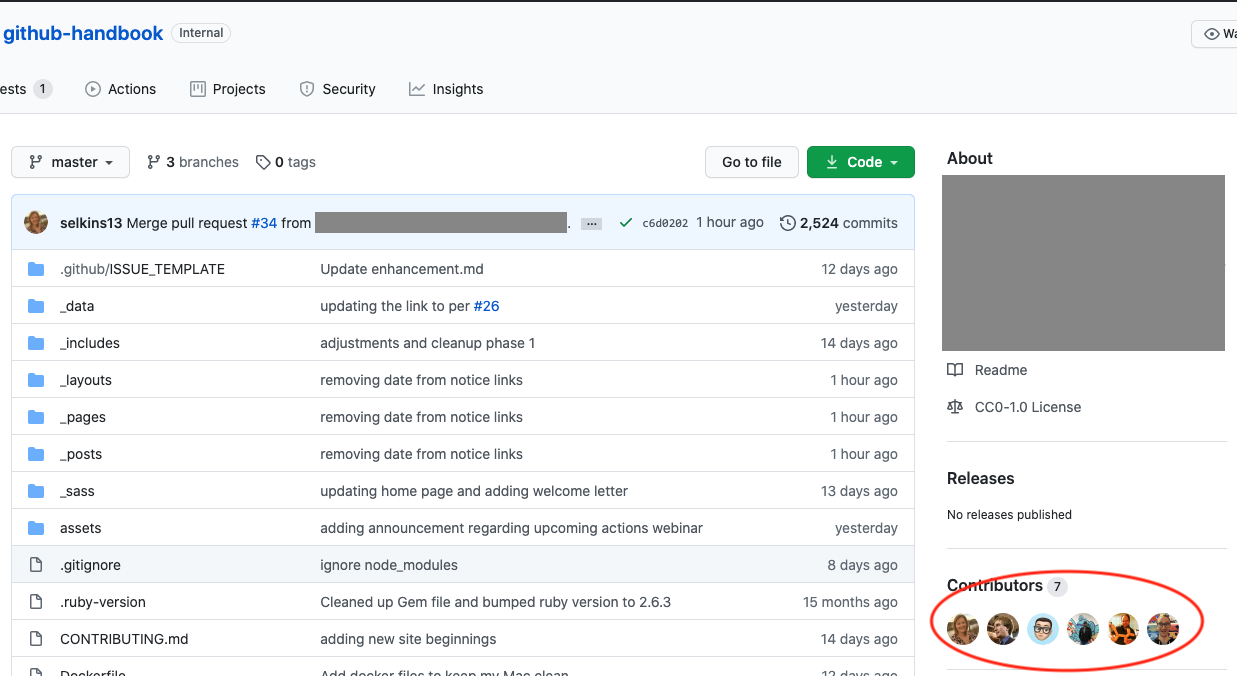 github-handbook Internal
Wa
ests 1 Actions Projects Security Insights
master 3 branches 0 tags Go to file Code
selkins13 Merge pull request #34 from . ... c6d0202 1 hour ago 2,524 commits
.github/ISSUE_TEMPLATE Update enhancement.md 12 days ago
_data updating the link to per #26 yesterday
_includes adjustments and cleanup phase 1 14 days ago
_layouts removing date from notice links 1 hour ago
_pages removing date from notice links 1 hour ago
_posts removing date from notice links 1 hour ago
_sass updating home page and adding welcome letter 13 days ago
assets adding announcement regarding upcoming actions webinar yesterday
.gitignore ignore node_modules 8 days ago
.ruby-version Cleaned up Gem file and bumped ruby version to 2.6.3 15 months ago
CONTRIBUTING.md adding new site beginnings 14 days ago
Dockerfile Add docker files to keep my Mac clean 12 days ago
About
Readme
CC0-1.0 License
Releases
No releases published
Contributors 7